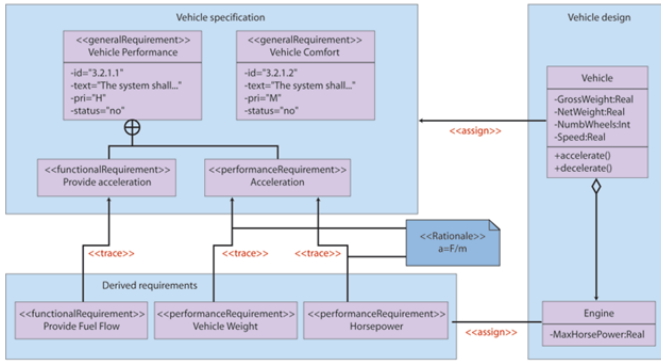 Vehicle specification
<<generalRequirement>>
Vehicle Performance
-id="3.2.1.1"
-text="The system shall..."
-pri="H"
-status="no"
<<generalRequirement>>
Vehicle Comfort
-id="3.2.1.2"
-text="The system shall..."
-pri="M"
-status="no"
<<functionalRequirement>>
Provide acceleration
<<performanceRequirement>>
Acceleration
Vehicle design
Vehicle
-GrossWeight:Real
-NetWeight:Real
-NumbWheels:Int
-Speed:Real
+accelerate()
+decelerate()
<<assign>>
<<Rationale>>
a=F/m
<<trace>>
<<trace>>
<<trace>>
Derived requirements
<<functionalRequirement>>
Provide Fuel Flow
<<performanceRequirement>>
Vehicle Weight
<<performanceRequirement>>
Horsepower
<<assign>>
Engine
-MaxHorsePower:Real